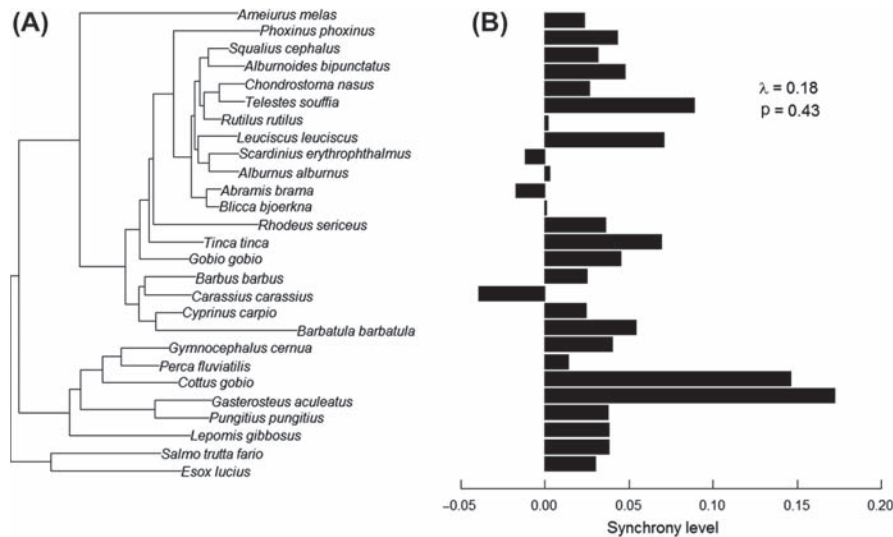 (A)
(B)
Ameiurus melas
Phoxinus phoxinus
Squalius cephalus
Alburnoides bipunctatus
Chondrostoma nasus
Telestes souffia
Rutilus rutilus
Leuciscus leuciscus
Scardinius erythrophthalmus
Alburnus alburnus
Abramis brama
Blicca bjoerkna
Rhodeus sericeus
Tinca tinca
Gobio gobio
Barbus barbus
Carassius carassius
Cyprinus carpio
Barbatula barbatula
Gymnocephalus cernua
Perca fluviatilis
Cottus gobio
Gasterosteus aculeatus
Pungitius pungitius
Lepomis gibbosus
Salmo trutta fario
Esox lucius
λ = 0.18
p = 0.43
−0.05 0.00 0.05 0.10 0.15 0.20
Synchrony level